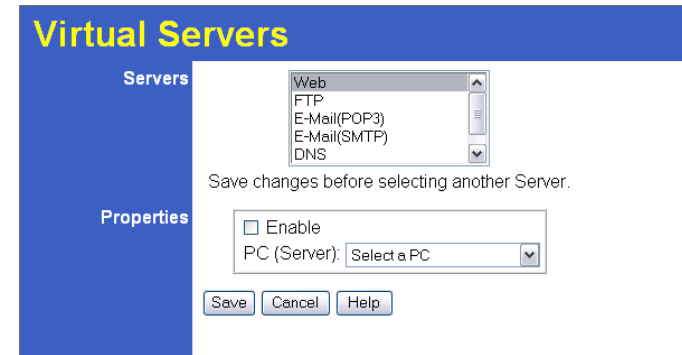 Virtual Servers
Servers
Web
FTP
E-Mail(POP3)
E-Mail(SMTP)
DNS
Save changes before selecting another Server.
Properties
Enable
PC (Server): Select a PC
Save Cancel Help